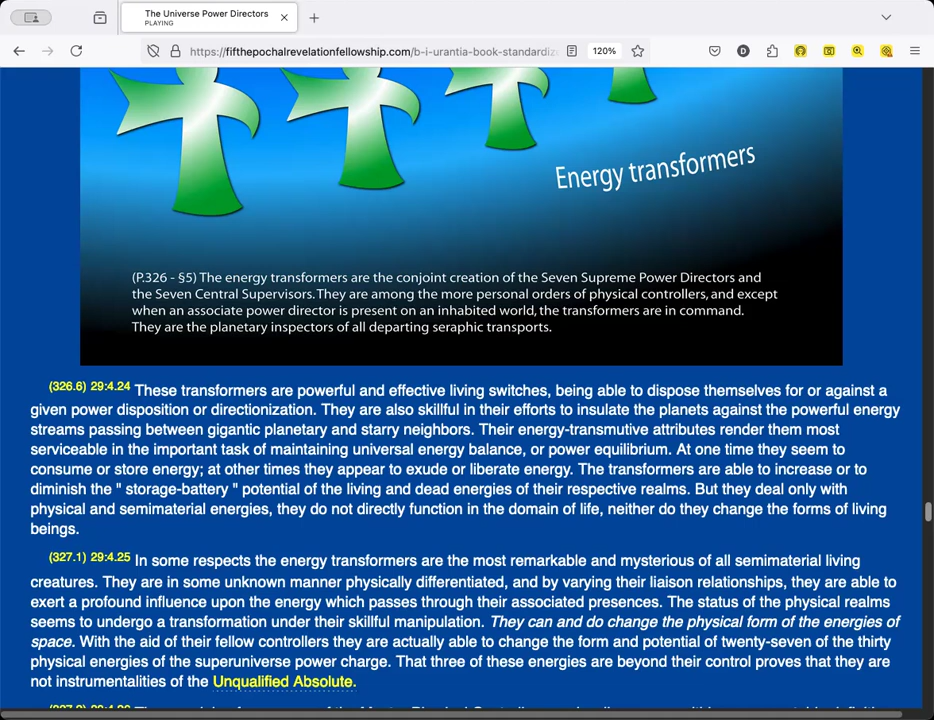 The Universe Power Directors
PLAYING
https://fifthepochalrevelationfellowship.com/b-i-urantia-book-standardiz
120%
Energy transformers
(P.326 - §5) The energy transformers are the conjoint creation of the Seven Supreme Power Directors and
the Seven Central Supervisors. They are among the more personal orders of physical controllers, and except
when an associate power director is present on an inhabited world, the transformers are in command.
They are the planetary inspectors of all departing seraphic transports.
(326.6) 29:4.24 These transformers are powerful and effective living switches, being able to dispose themselves for or against a
given power disposition or directionization. They are also skillful in their efforts to insulate the planets against the powerful energy
streams passing between gigantic planetary and starry neighbors. Their energy-transmutive attributes render them most
serviceable in the important task of maintaining universal energy balance, or power equilibrium. At one time they seem to
consume or store energy; at other times they appear to exude or liberate energy. The transformers are able to increase or to
diminish the " storage-battery " potential of the living and dead energies of their respective realms. But they deal only with
physical and semimaterial energies, they do not directly function in the domain of life, neither do they change the forms of living
beings.
(327.1) 29:4.25 In some respects the energy transformers are the most remarkable and mysterious of all semimaterial living
creatures. They are in some unknown manner physically differentiated, and by varying their liaison relationships, they are able to
exert a profound influence upon the energy which passes through their associated presences. The status of the physical realms
seems to undergo a transformation under their skillful manipulation. They can and do change the physical form of the energies of
space. With the aid of their fellow controllers they are actually able to change the form and potential of twenty-seven of the thirty
physical energies of the superuniverse power charge. That three of these energies are beyond their control proves that they are
not instrumentalities of the Unqualified Absolute.